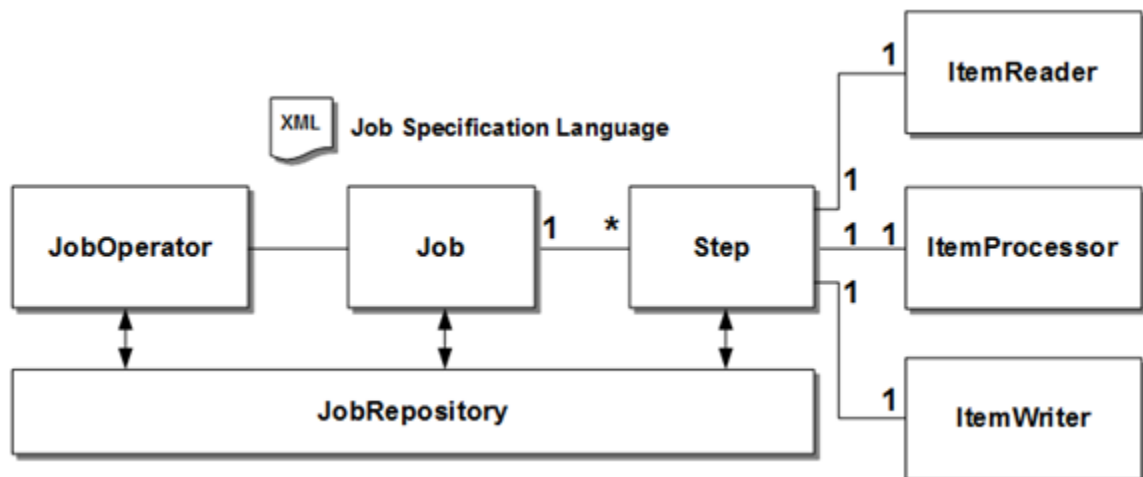 1
ItemReader
XML
Job Specification Language
1
JobOperator
Job
1
*
Step
1
1
ItemProcessor
1
JobRepository
1
ItemWriter